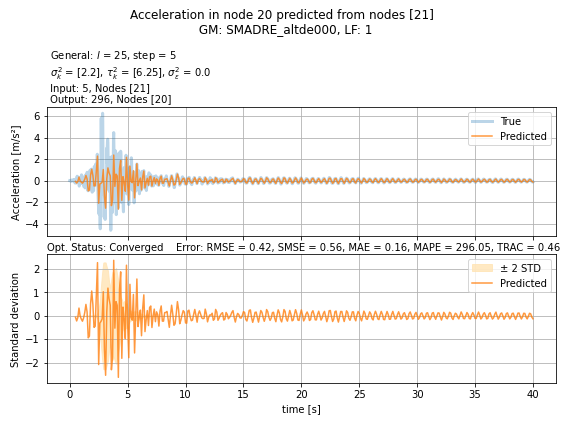 Acceleration in node 20 predicted from nodes [21]
GM: SMADRE_altde000, LF: 1
General: l = 25, step = 5
σ²ₖ = [2.2], τ²ₖ = [6.25], σ²ε = 0.0
Input: 5, Nodes [21]
Output: 296, Nodes [20]
Acceleration [m/s²]
6
4
2
0
−2
−4
True
Predicted
Opt. Status: Converged Error: RMSE = 0.42, SMSE = 0.56, MAE = 0.16, MAPE = 296.05, TRAC = 0.46
Standard deviation
2
1
0
−1
−2
± 2 STD
Predicted
0 5 10 15 20 25 30 35 40
time [s]